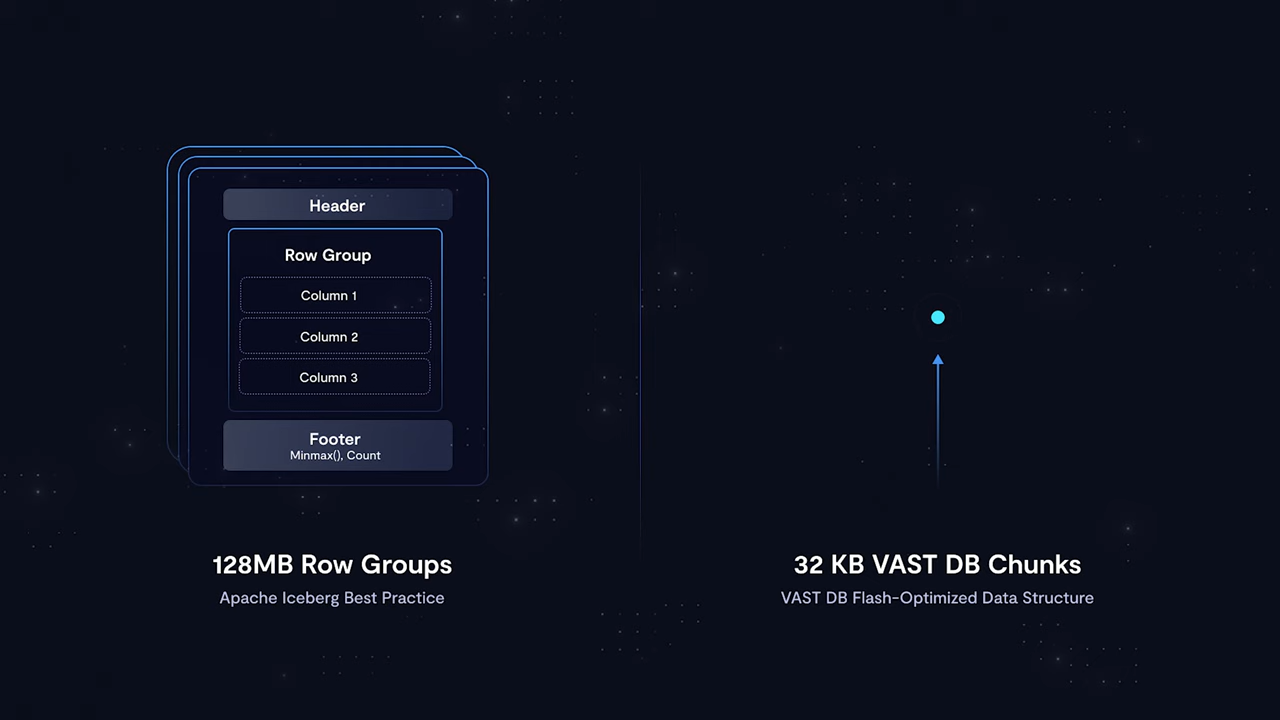 Header
Row Group
Column 1
Column 2
Column 3
Footer
Minmax(), Count
128MB Row Groups
Apache Iceberg Best Practice
32 KB VAST DB Chunks
VAST DB Flash-Optimized Data Structure